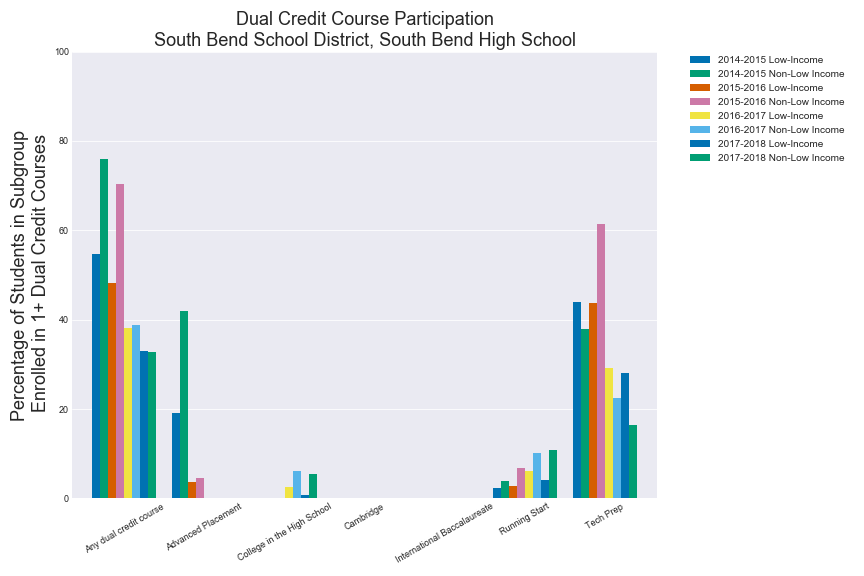 Dual Credit Course Participation
South Bend School District, South Bend High School
Percentage of Students in Subgroup
Enrolled in 1+ Dual Credit Courses
100
80
60
40
20
0
Any dual credit course
Advanced Placement
College in the High School
Cambridge
International Baccalaureate
Running Start
Tech Prep
2014-2015 Low-Income
2014-2015 Non-Low Income
2015-2016 Low-Income
2015-2016 Non-Low Income
2016-2017 Low-Income
2016-2017 Non-Low Income
2017-2018 Low-Income
2017-2018 Non-Low Income